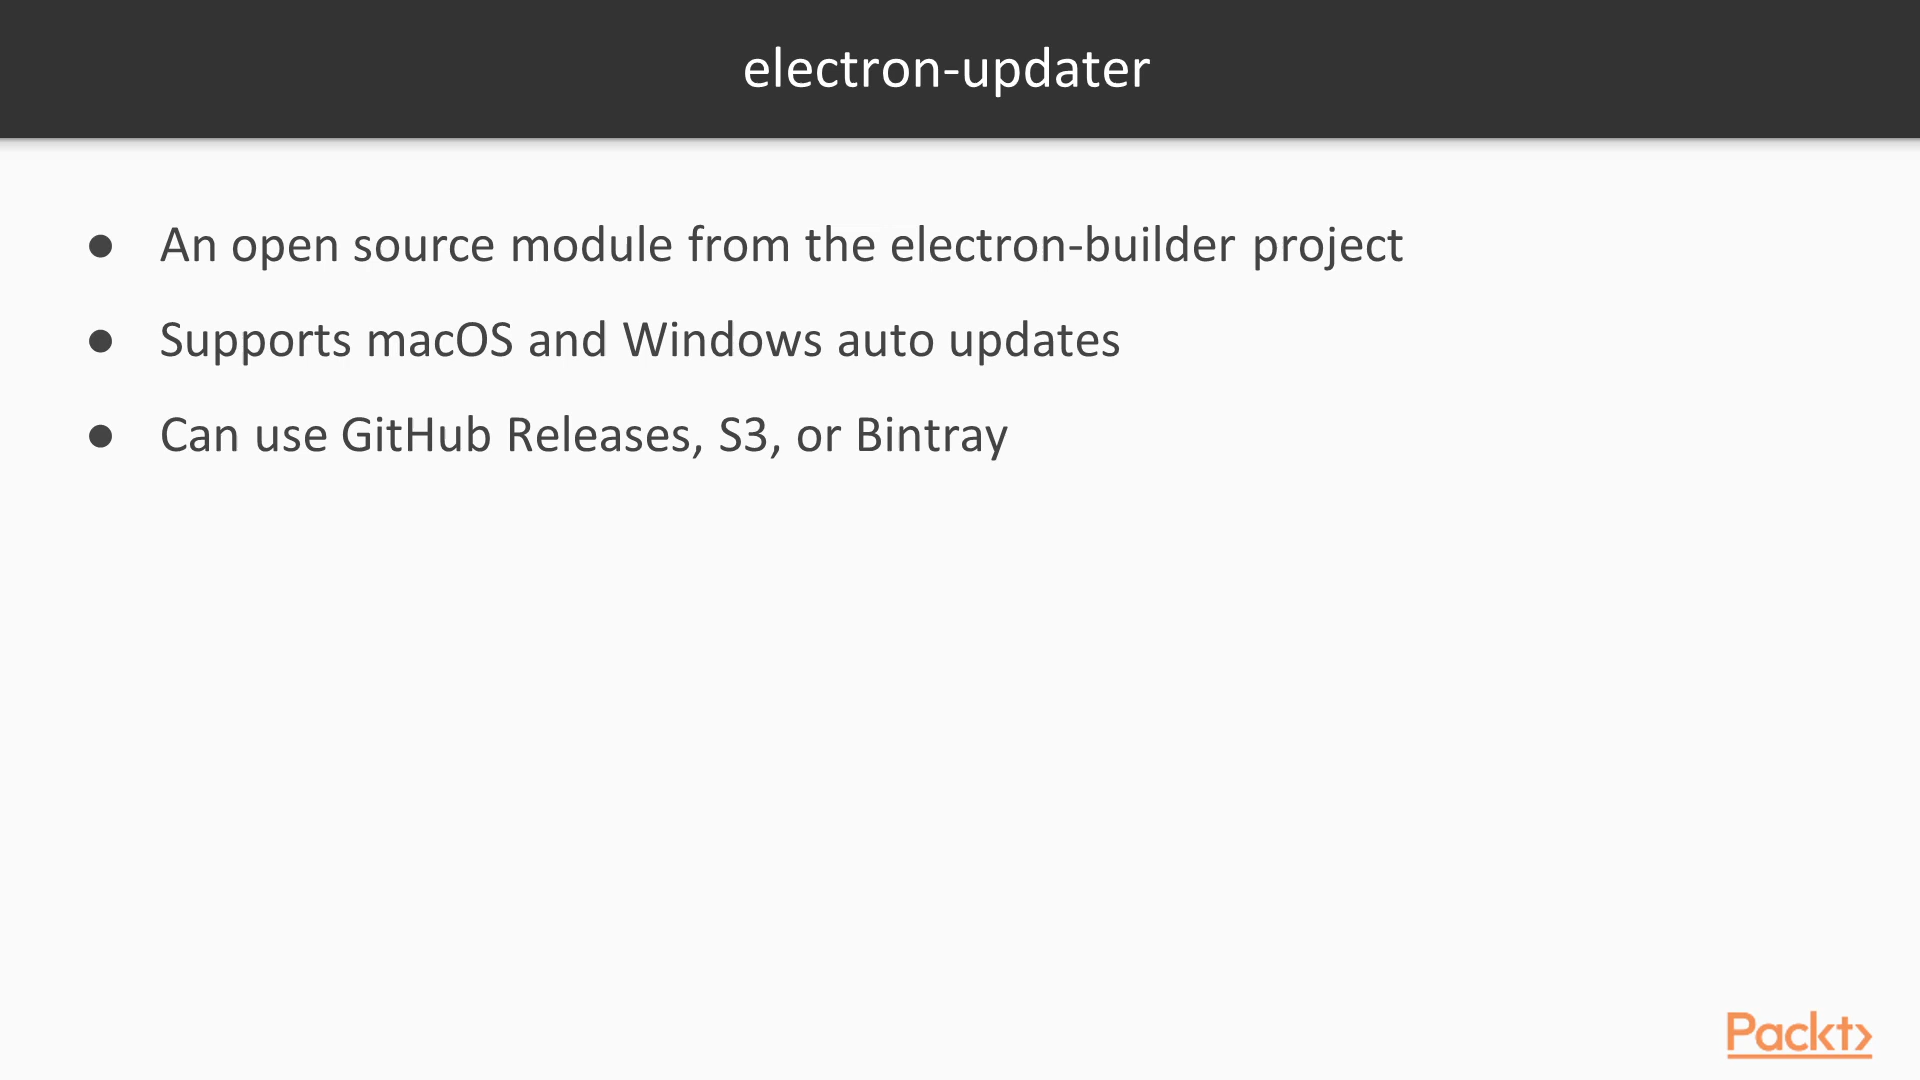 electron-updater
● An open source module from the electron-builder project
● Supports macOS and Windows auto updates
● Can use GitHub Releases, S3, or Bintray
Packt>